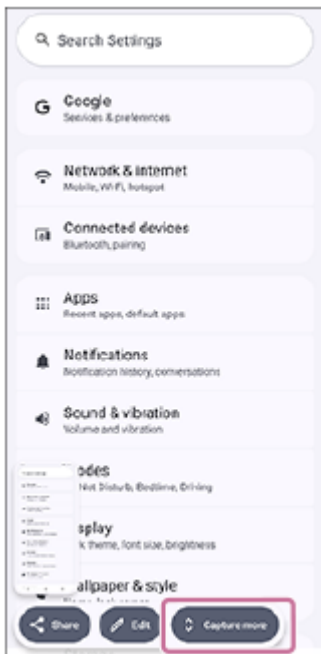 Search Settings
Google
Services & preferences
Network & internet
Mobile, Wi-Fi, hotspot
Connected devices
Bluetooth, pairing
Apps
Recent apps, default apps
Notifications
Notification history, conversations
Sound & vibration
Volume and vibration
odes
Not Disturb, Bedtime, Driving
splay
k theme, font size, brightness
allpaper & style
Share
Edit
Capture more